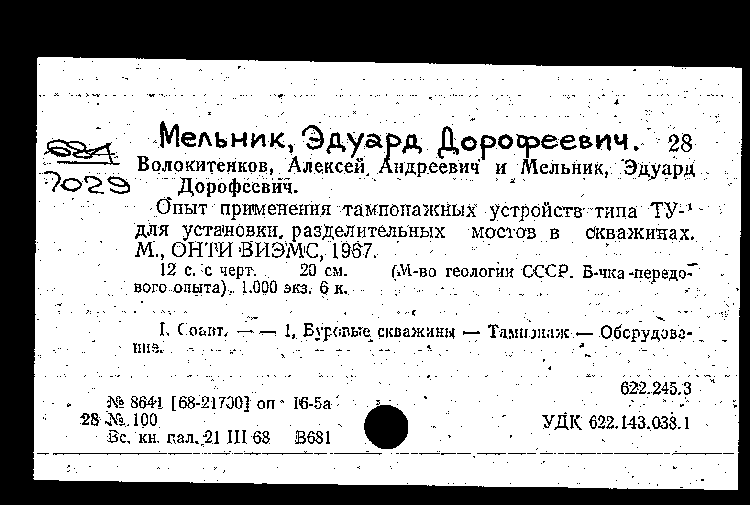 Мельник, Эдуард Дорофеевич. 28
7029
Волокитенков, Алексей Андреевич и Мельник, Эдуард
Дорофеевич.
Опыт применения тампонажных устройств типа ТУ-1
для установки разделительных мостов в скважинах.
М., ОНТИ ВИЭМС, 1967.
12 с. с черт. 20 см. (М-во геологии СССР. Б-чка передо-
вого опыта). 1.000 экз. 6 к.
I. Соавт. — — 1. Буровые скважины — Тампонаж — Оборудова-
ние.
622.245.3
№ 8641 [68-21700] оп 16-5а
28 № 100
УДК 622.143.038.1
Вс. кн. пал. 21 III 68 В681